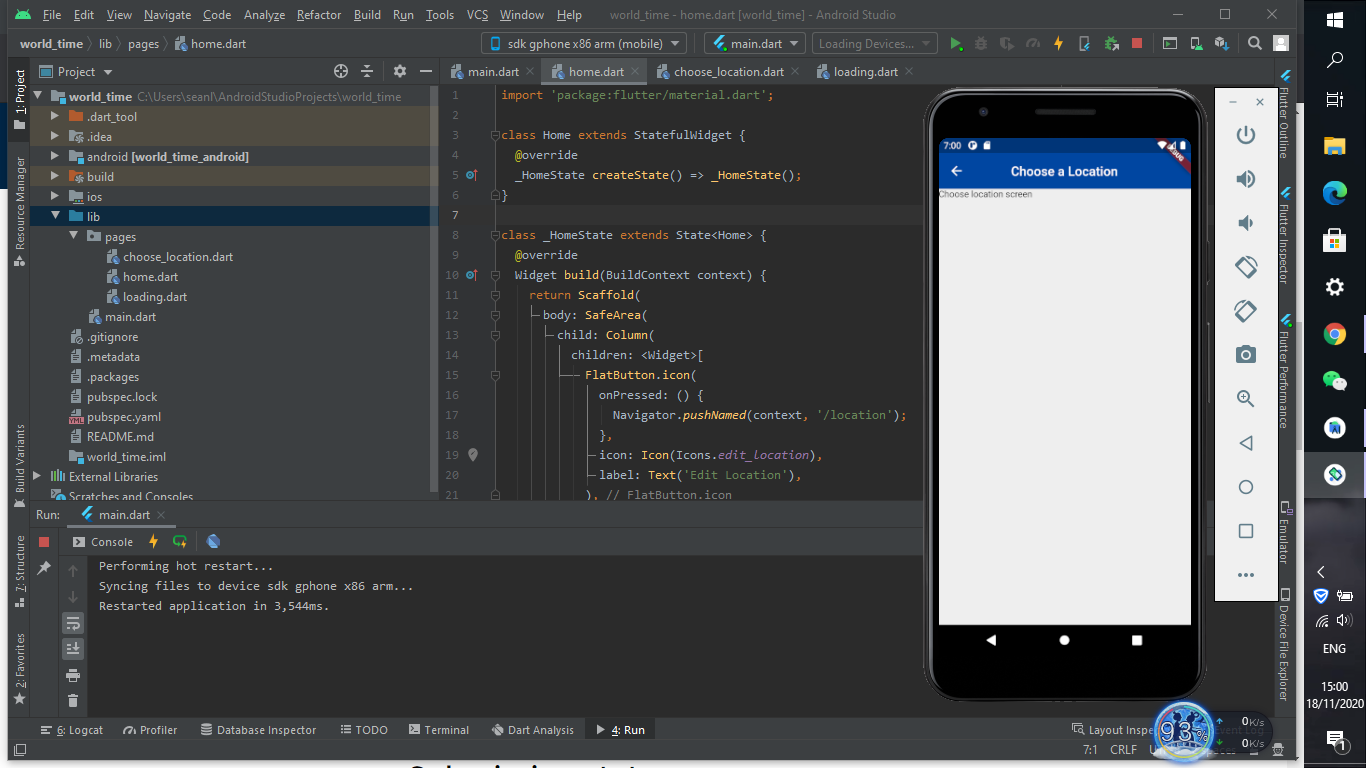 File Edit View Navigate Code Analyze Refactor Build Run Tools VCS Window Help world_time - home.dart [world_time] - Android Studio
world_time lib pages home.dart sdk gphone x86 arm (mobile) main.dart Loading Devices...
Project
main.dart home.dart choose_location.dart loading.dart
world_time C:\Users\seanl\AndroidStudioProjects\world_time
.dart_tool
.idea
android [world_time_android]
build
ios
lib
pages
choose_location.dart
home.dart
loading.dart
main.dart
.gitignore
.metadata
.packages
pubspec.lock
pubspec.yaml
README.md
world_time.iml
External Libraries
Scratches and Consoles
1: Project
Resource Manager
Build Variants
7: Structure
2: Favorites
1 import 'package:flutter/material.dart';
2
3 class Home extends StatefulWidget {
4 @override
5 _HomeState createState() => _HomeState();
6 }
7
8 class _HomeState extends State<Home> {
9 @override
10 Widget build(BuildContext context) {
11 return Scaffold(
12 body: SafeArea(
13 child: Column(
14 children: <Widget>[
15 FlatButton.icon(
16 onPressed: () {
17 Navigator.pushNamed(context, '/location');
18 },
19 icon: Icon(Icons.edit_location),
20 label: Text('Edit Location'),
21 ), // FlatButton.icon
7:00
DEBUG
Choose a Location
Choose location screen
Flutter Outline
Flutter Inspector
Flutter Performance
Emulator
Device File Explorer
Run: main.dart
Console
Performing hot restart...
Syncing files to device sdk gphone x86 arm...
Restarted application in 3,544ms.
6: Logcat Profiler Database Inspector TODO Terminal Dart Analysis 4: Run Layout Inspe Event Log
7:1 CRLF
93%
0K/s
0K/s
ENG
15:00
18/11/2020
1